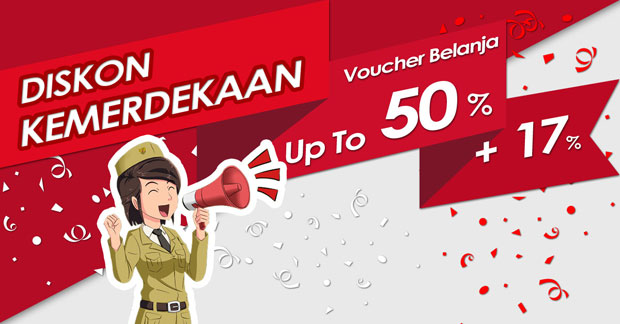 DISKON
KEMERDEKAAN
Voucher Belanja
Up To 50 %
+ 17%